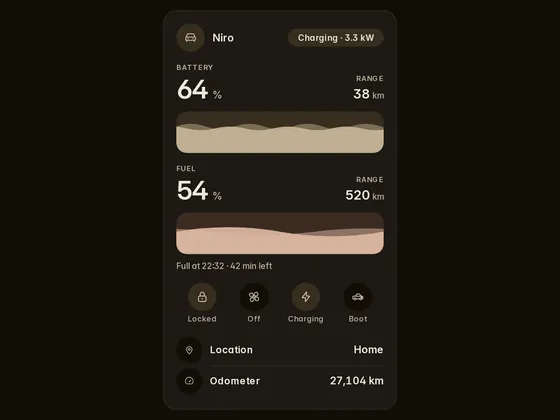 Niro
Charging · 3.3 kW
BATTERY
64 %
RANGE
38 km
FUEL
54 %
RANGE
520 km
Full at 22:32 · 42 min left
Locked
Off
Charging
Boot
Location
Home
Odometer
27,104 km